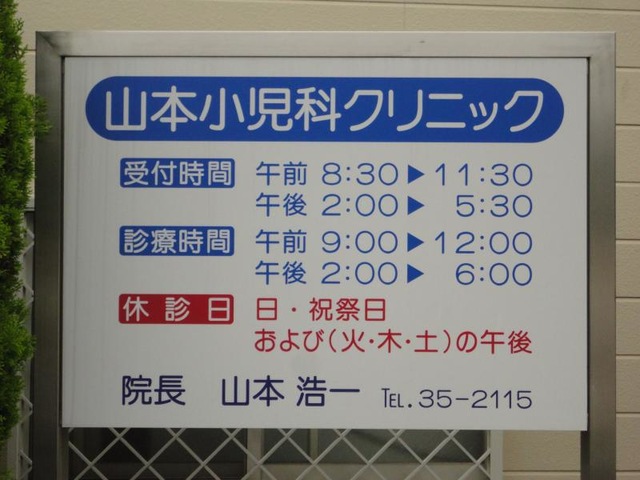 山本小児科クリニック
受付時間 午前 8:30▶11:30
午後 2:00▶ 5:30
診療時間 午前 9:00▶12:00
午後 2:00▶ 6:00
休診日 日・祝祭日
および(火・木・土)の午後
院長 山本 浩一 TEL.35-2115